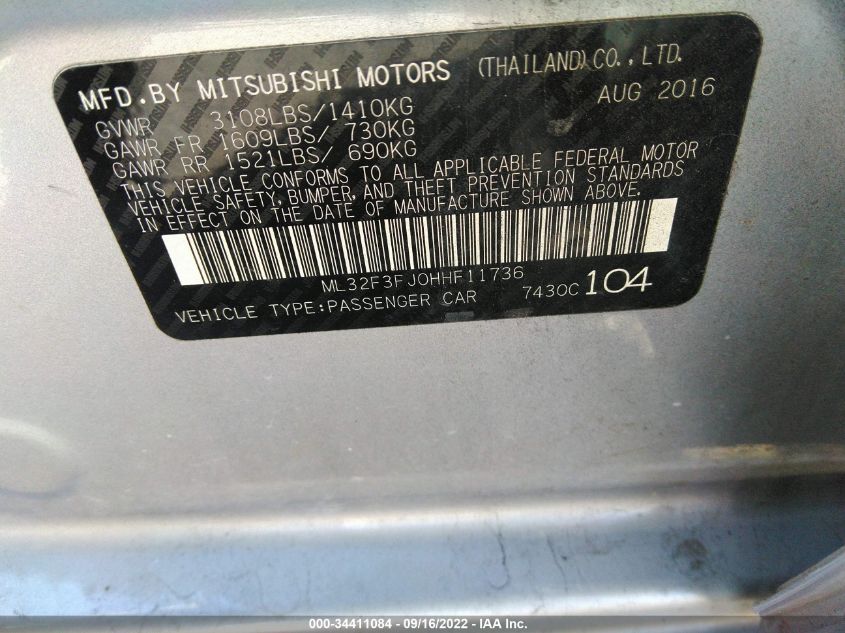 MFD.BY MITSUBISHI MOTORS (THAILAND) CO., LTD.
AUG 2016
GVWR 3108LBS/1410KG
GAWR FR 1609LBS/ 730KG
GAWR RR 1521LBS/ 690KG
THIS VEHICLE CONFORMS TO ALL APPLICABLE FEDERAL MOTOR
VEHICLE SAFETY, BUMPER, AND THEFT PREVENTION STANDARDS
IN EFFECT ON THE DATE OF MANUFACTURE SHOWN ABOVE.
ML32F3FJ0HHF11736
VEHICLE TYPE:PASSENGER CAR 7430C 104
000-34411084 - 09/16/2022 - IAA Inc.